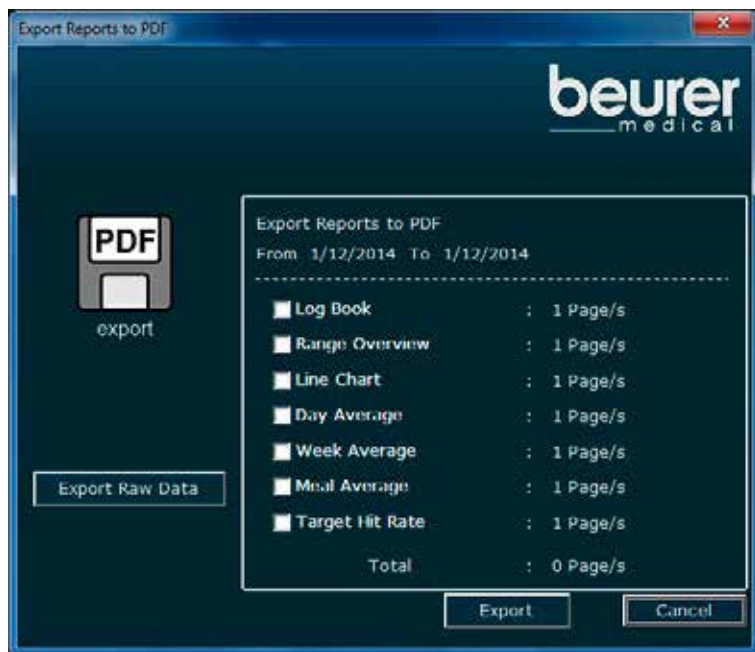 Export Reports to PDF
beurer
medical
PDF
export
Export Raw Data
Export Reports to PDF
From 1/12/2014 To 1/12/2014
Log Book : 1 Page/s
Range Overview : 1 Page/s
Line Chart : 1 Page/s
Day Average : 1 Page/s
Week Average : 1 Page/s
Meal Average : 1 Page/s
Target Hit Rate : 1 Page/s
Total : 0 Page/s
Export Cancel